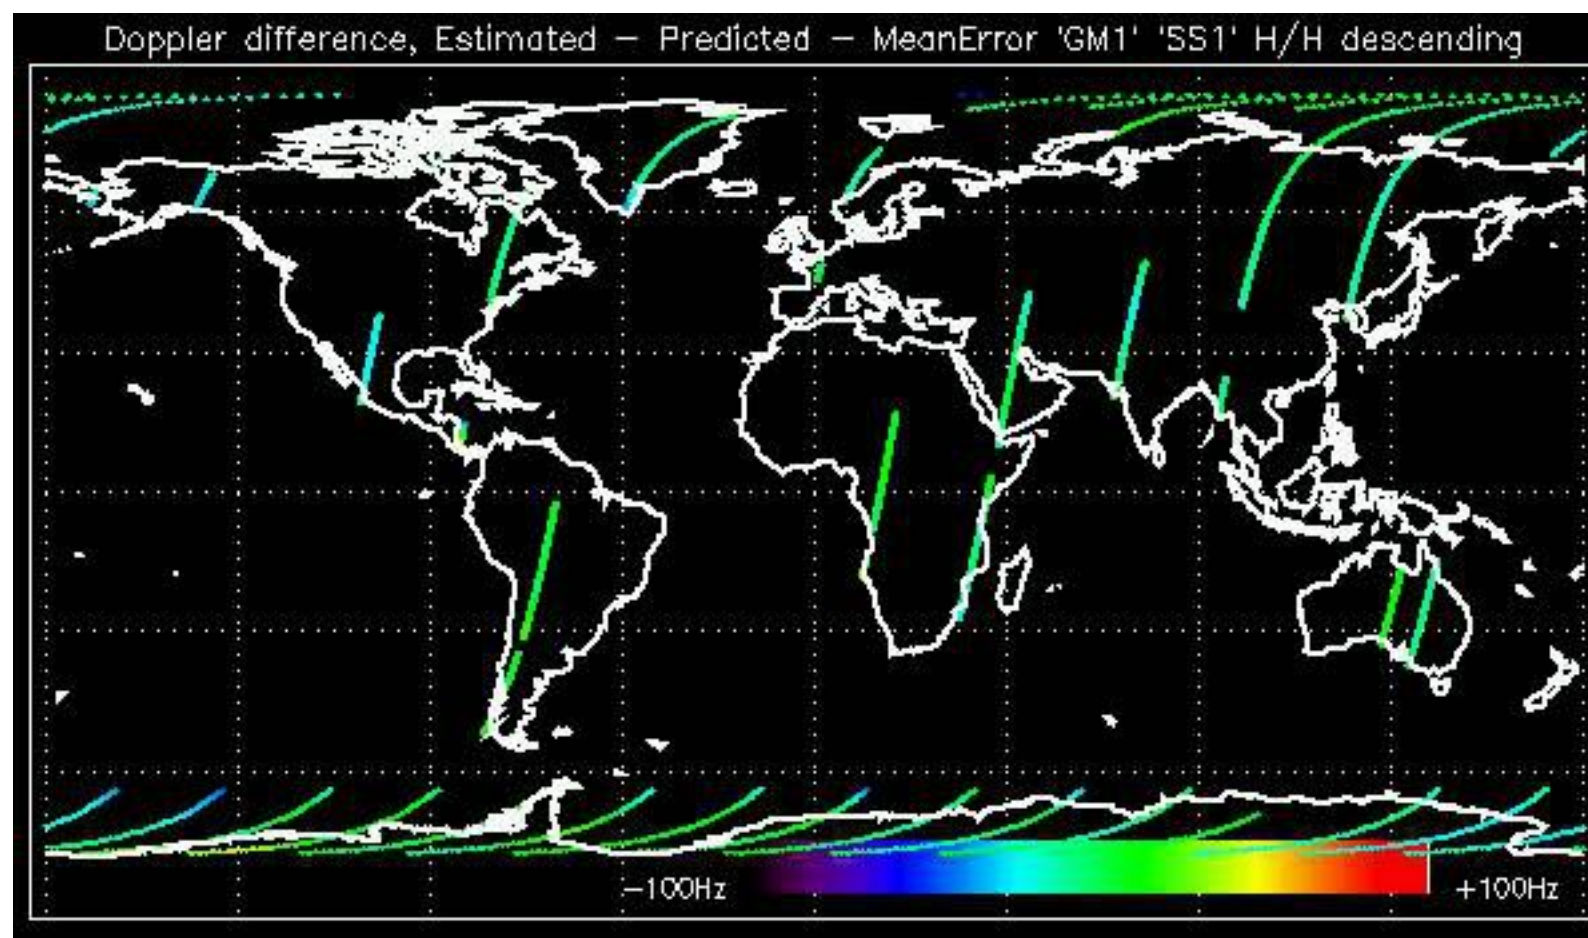 Doppler difference, Estimated – Predicted – MeanError 'GM1' 'SS1' H/H descending
–100Hz +100Hz